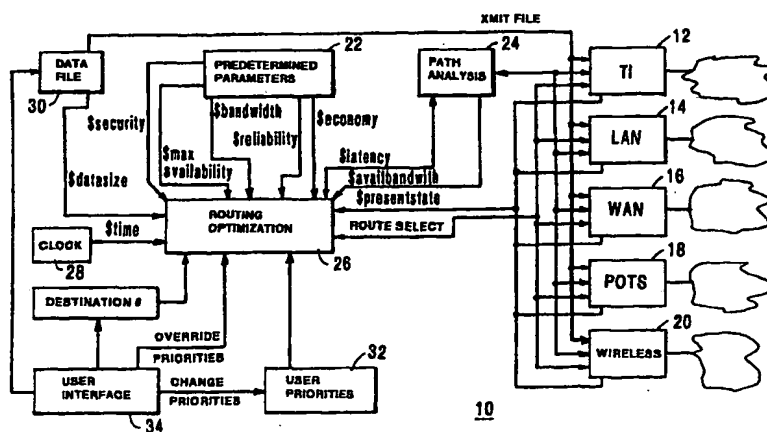 XMIT FILE
22
24
12
DATA FILE
30
PREDETERMINED PARAMETERS
PATH ANALYSIS
TI
$security
$max availability
$bandwidth
$reliability
$economy
14
LAN
$latency
$availbandwith
$presentstate
$datasize
16
WAN
ROUTING OPTIMIZATION
26
ROUTE SELECT
CLOCK
28
$time
18
POTS
DESTINATION #
OVERRIDE PRIORITIES
32
20
WIRELESS
USER INTERFACE
34
CHANGE PRIORITIES
USER PRIORITIES
10